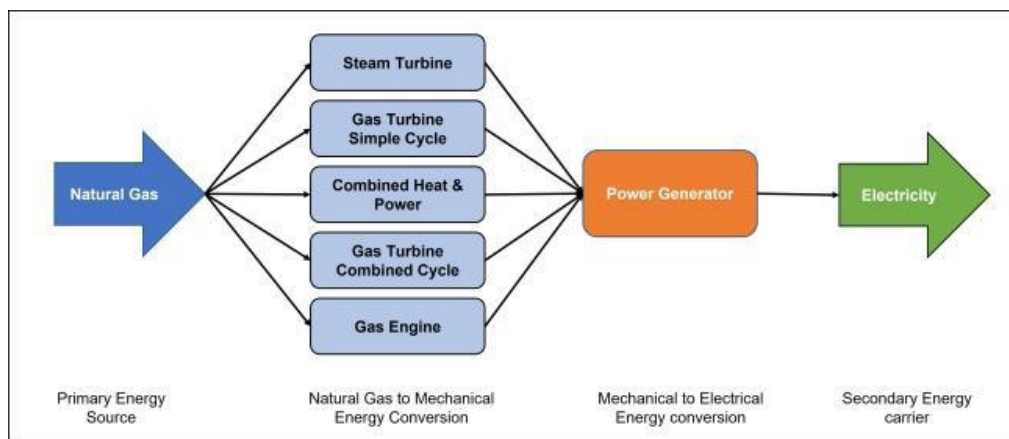 Natural Gas
Steam Turbine
Gas Turbine
Simple Cycle
Combined Heat &
Power
Gas Turbine
Combined Cycle
Gas Engine
Power Generator
Electricity
Primary Energy
Source
Natural Gas to Mechanical
Energy Conversion
Mechanical to Electrical
Energy conversion
Secondary Energy
carrier